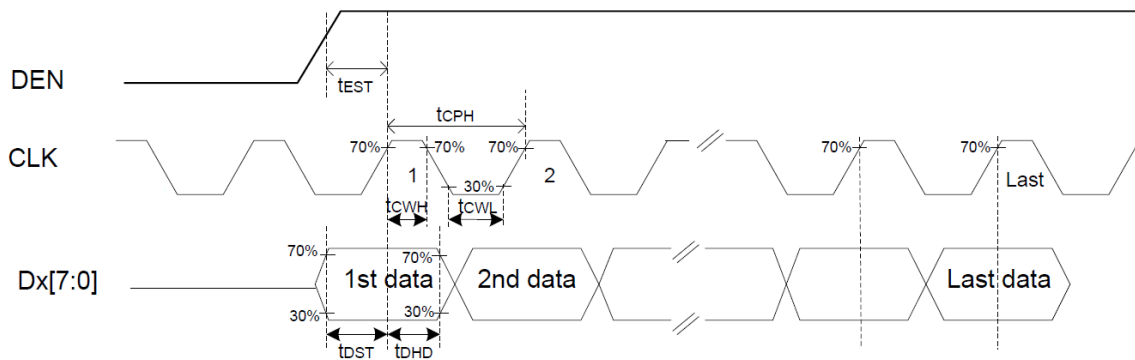 DEN
tEST
tCPH
CLK
70% 70% 70% 70% 70%
1 2 Last
30%
tCWH tCWL
Dx[7:0]
70% 70%
1st data 2nd data Last data
30% 30%
tDST tDHD